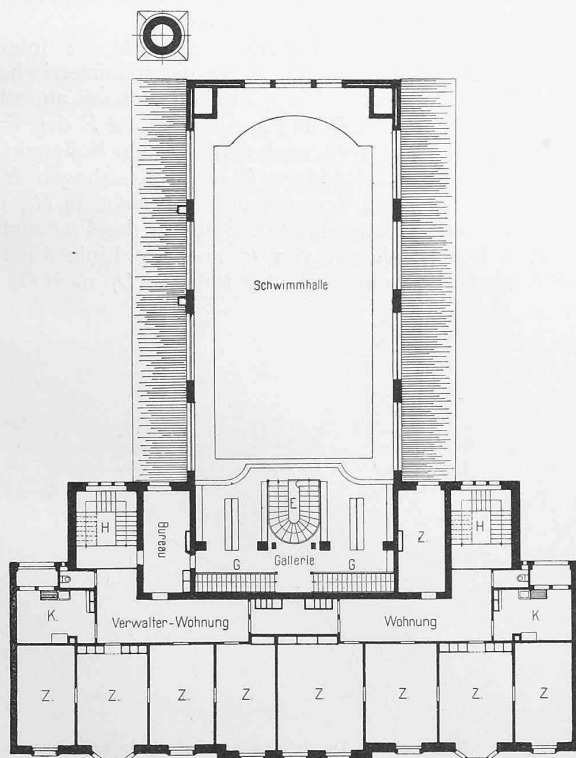 Schwimmhalle
E
H
Bureau
Z.
H
G
Gallerie
G
K.
Verwalter-Wohnung
Wohnung
K
Z.
Z.
Z.
Z.
Z.
Z.
Z.
Z